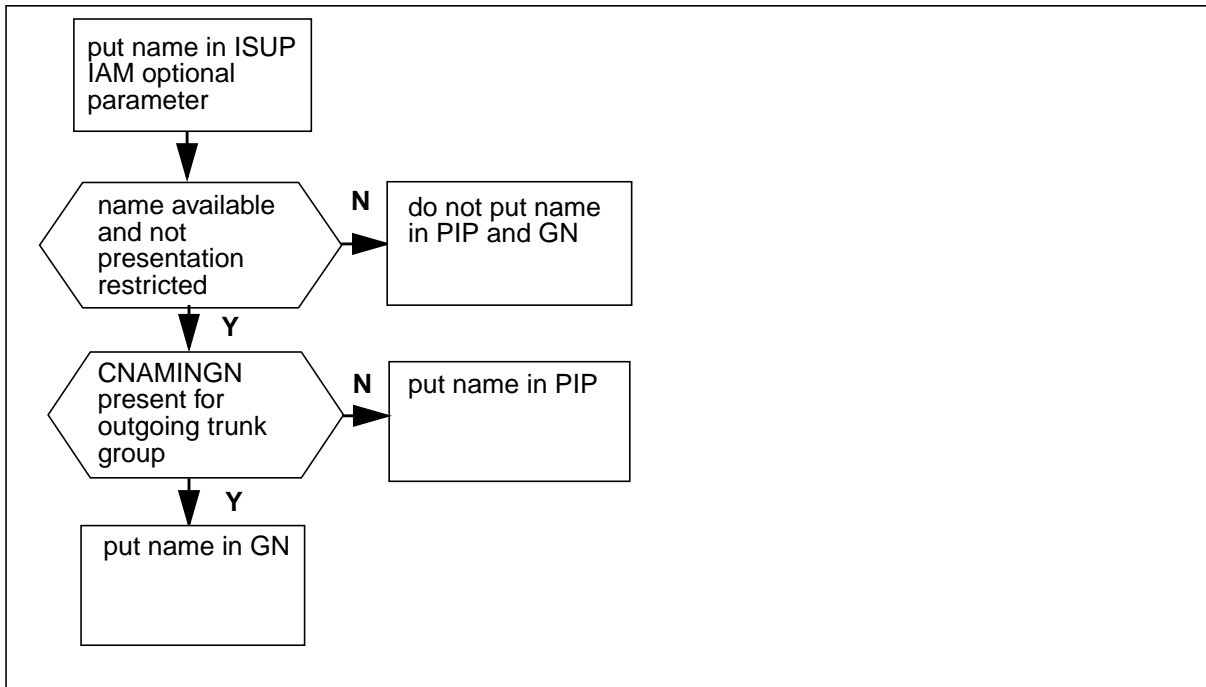 put name in ISUP
IAM optional
parameter
name available
and not
presentation
restricted
N
do not put name
in PIP and GN
Y
CNAMINGN
present for
outgoing trunk
group
N
put name in PIP
Y
put name in GN